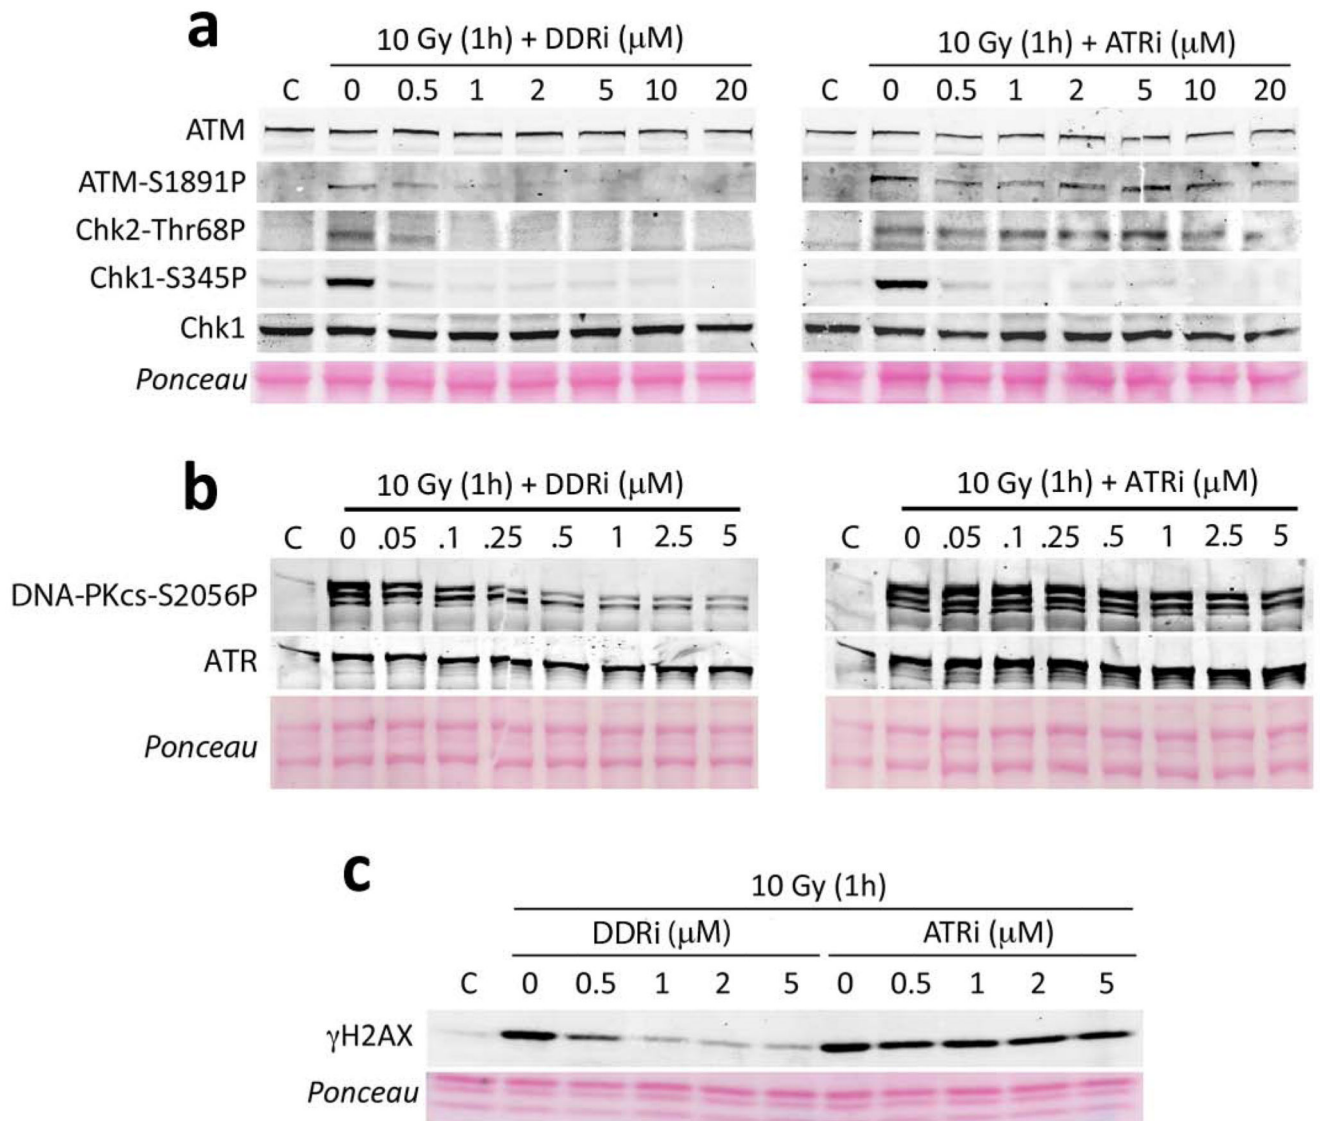 a
10 Gy (1h) + DDRi (μM)
10 Gy (1h) + ATRi (μM)
C 0 0.5 1 2 5 10 20
C 0 0.5 1 2 5 10 20
ATM
ATM-S1891P
Chk2-Thr68P
Chk1-S345P
Chk1
Ponceau
b
10 Gy (1h) + DDRi (μM)
10 Gy (1h) + ATRi (μM)
C 0 .05 .1 .25 .5 1 2.5 5
C 0 .05 .1 .25 .5 1 2.5 5
DNA-PKcs-S2056P
ATR
Ponceau
c
10 Gy (1h)
DDRi (μM)
ATRi (μM)
C 0 0.5 1 2 5 0 0.5 1 2 5
γH2AX
Ponceau